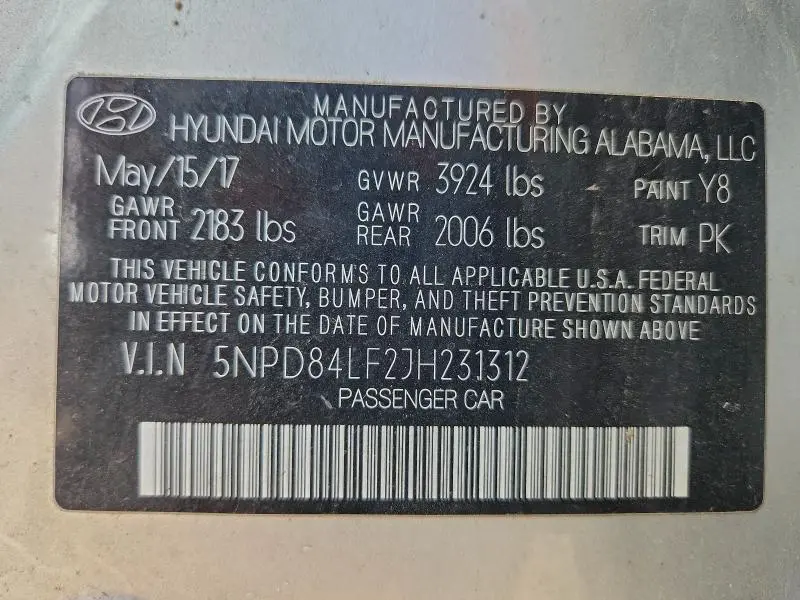 MANUFACTURED BY
HYUNDAI MOTOR MANUFACTURING ALABAMA, LLC
May/15/17 GVWR 3924 lbs PAINT Y8
GAWR FRONT 2183 lbs GAWR REAR 2006 lbs TRIM PK
THIS VEHICLE CONFORMS TO ALL APPLICABLE U.S.A. FEDERAL
MOTOR VEHICLE SAFETY, BUMPER, AND THEFT PREVENTION STANDARDS
IN EFFECT ON THE DATE OF MANUFACTURE SHOWN ABOVE
V.I.N 5NPD84LF2JH231312
PASSENGER CAR